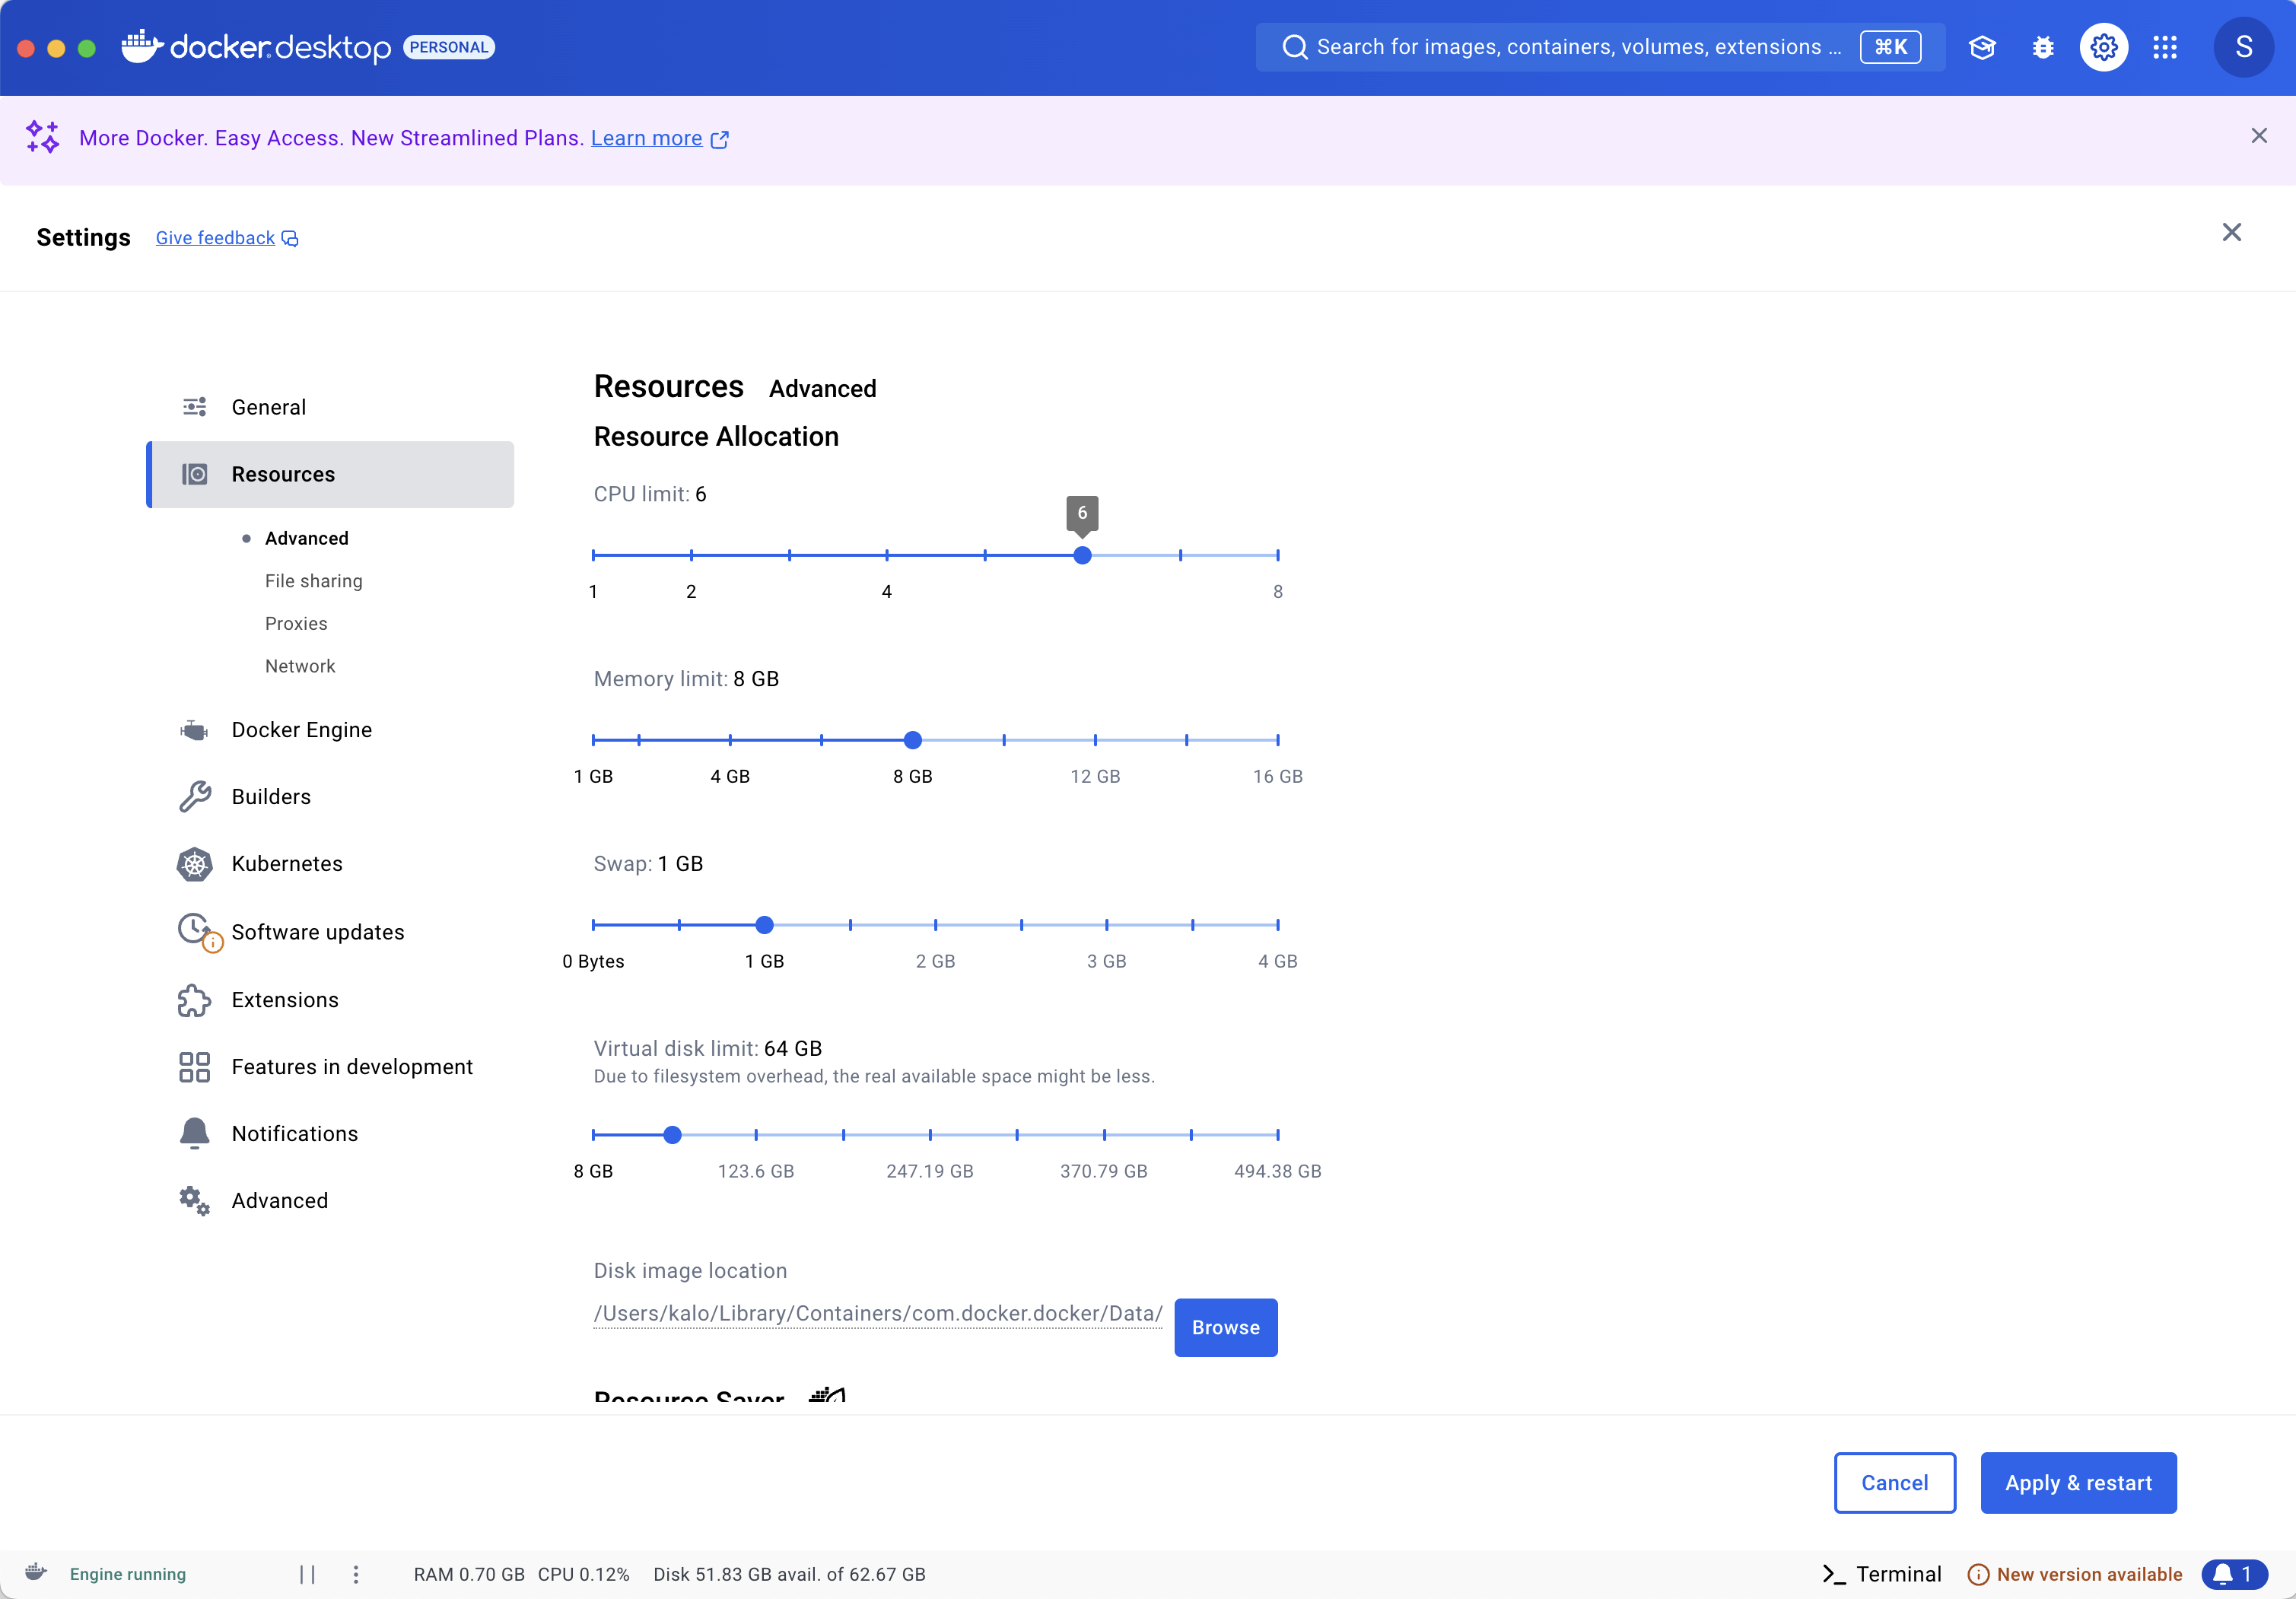 docker desktop PERSONAL
Search for images, containers, volumes, extensions ... ⌘K
S
More Docker. Easy Access. New Streamlined Plans. Learn more
Settings Give feedback
General
Resources
Advanced
File sharing
Proxies
Network
Docker Engine
Builders
Kubernetes
Software updates
Extensions
Features in development
Notifications
Advanced
Resources Advanced
Resource Allocation
CPU limit: 6
6
1 2 4 8
Memory limit: 8 GB
1 GB 4 GB 8 GB 12 GB 16 GB
Swap: 1 GB
0 Bytes 1 GB 2 GB 3 GB 4 GB
Virtual disk limit: 64 GB
Due to filesystem overhead, the real available space might be less.
8 GB 123.6 GB 247.19 GB 370.79 GB 494.38 GB
Disk image location
/Users/kalo/Library/Containers/com.docker.docker/Data/
Browse
Resource Saver
Cancel Apply & restart
Engine running RAM 0.70 GB CPU 0.12% Disk 51.83 GB avail. of 62.67 GB Terminal New version available 1